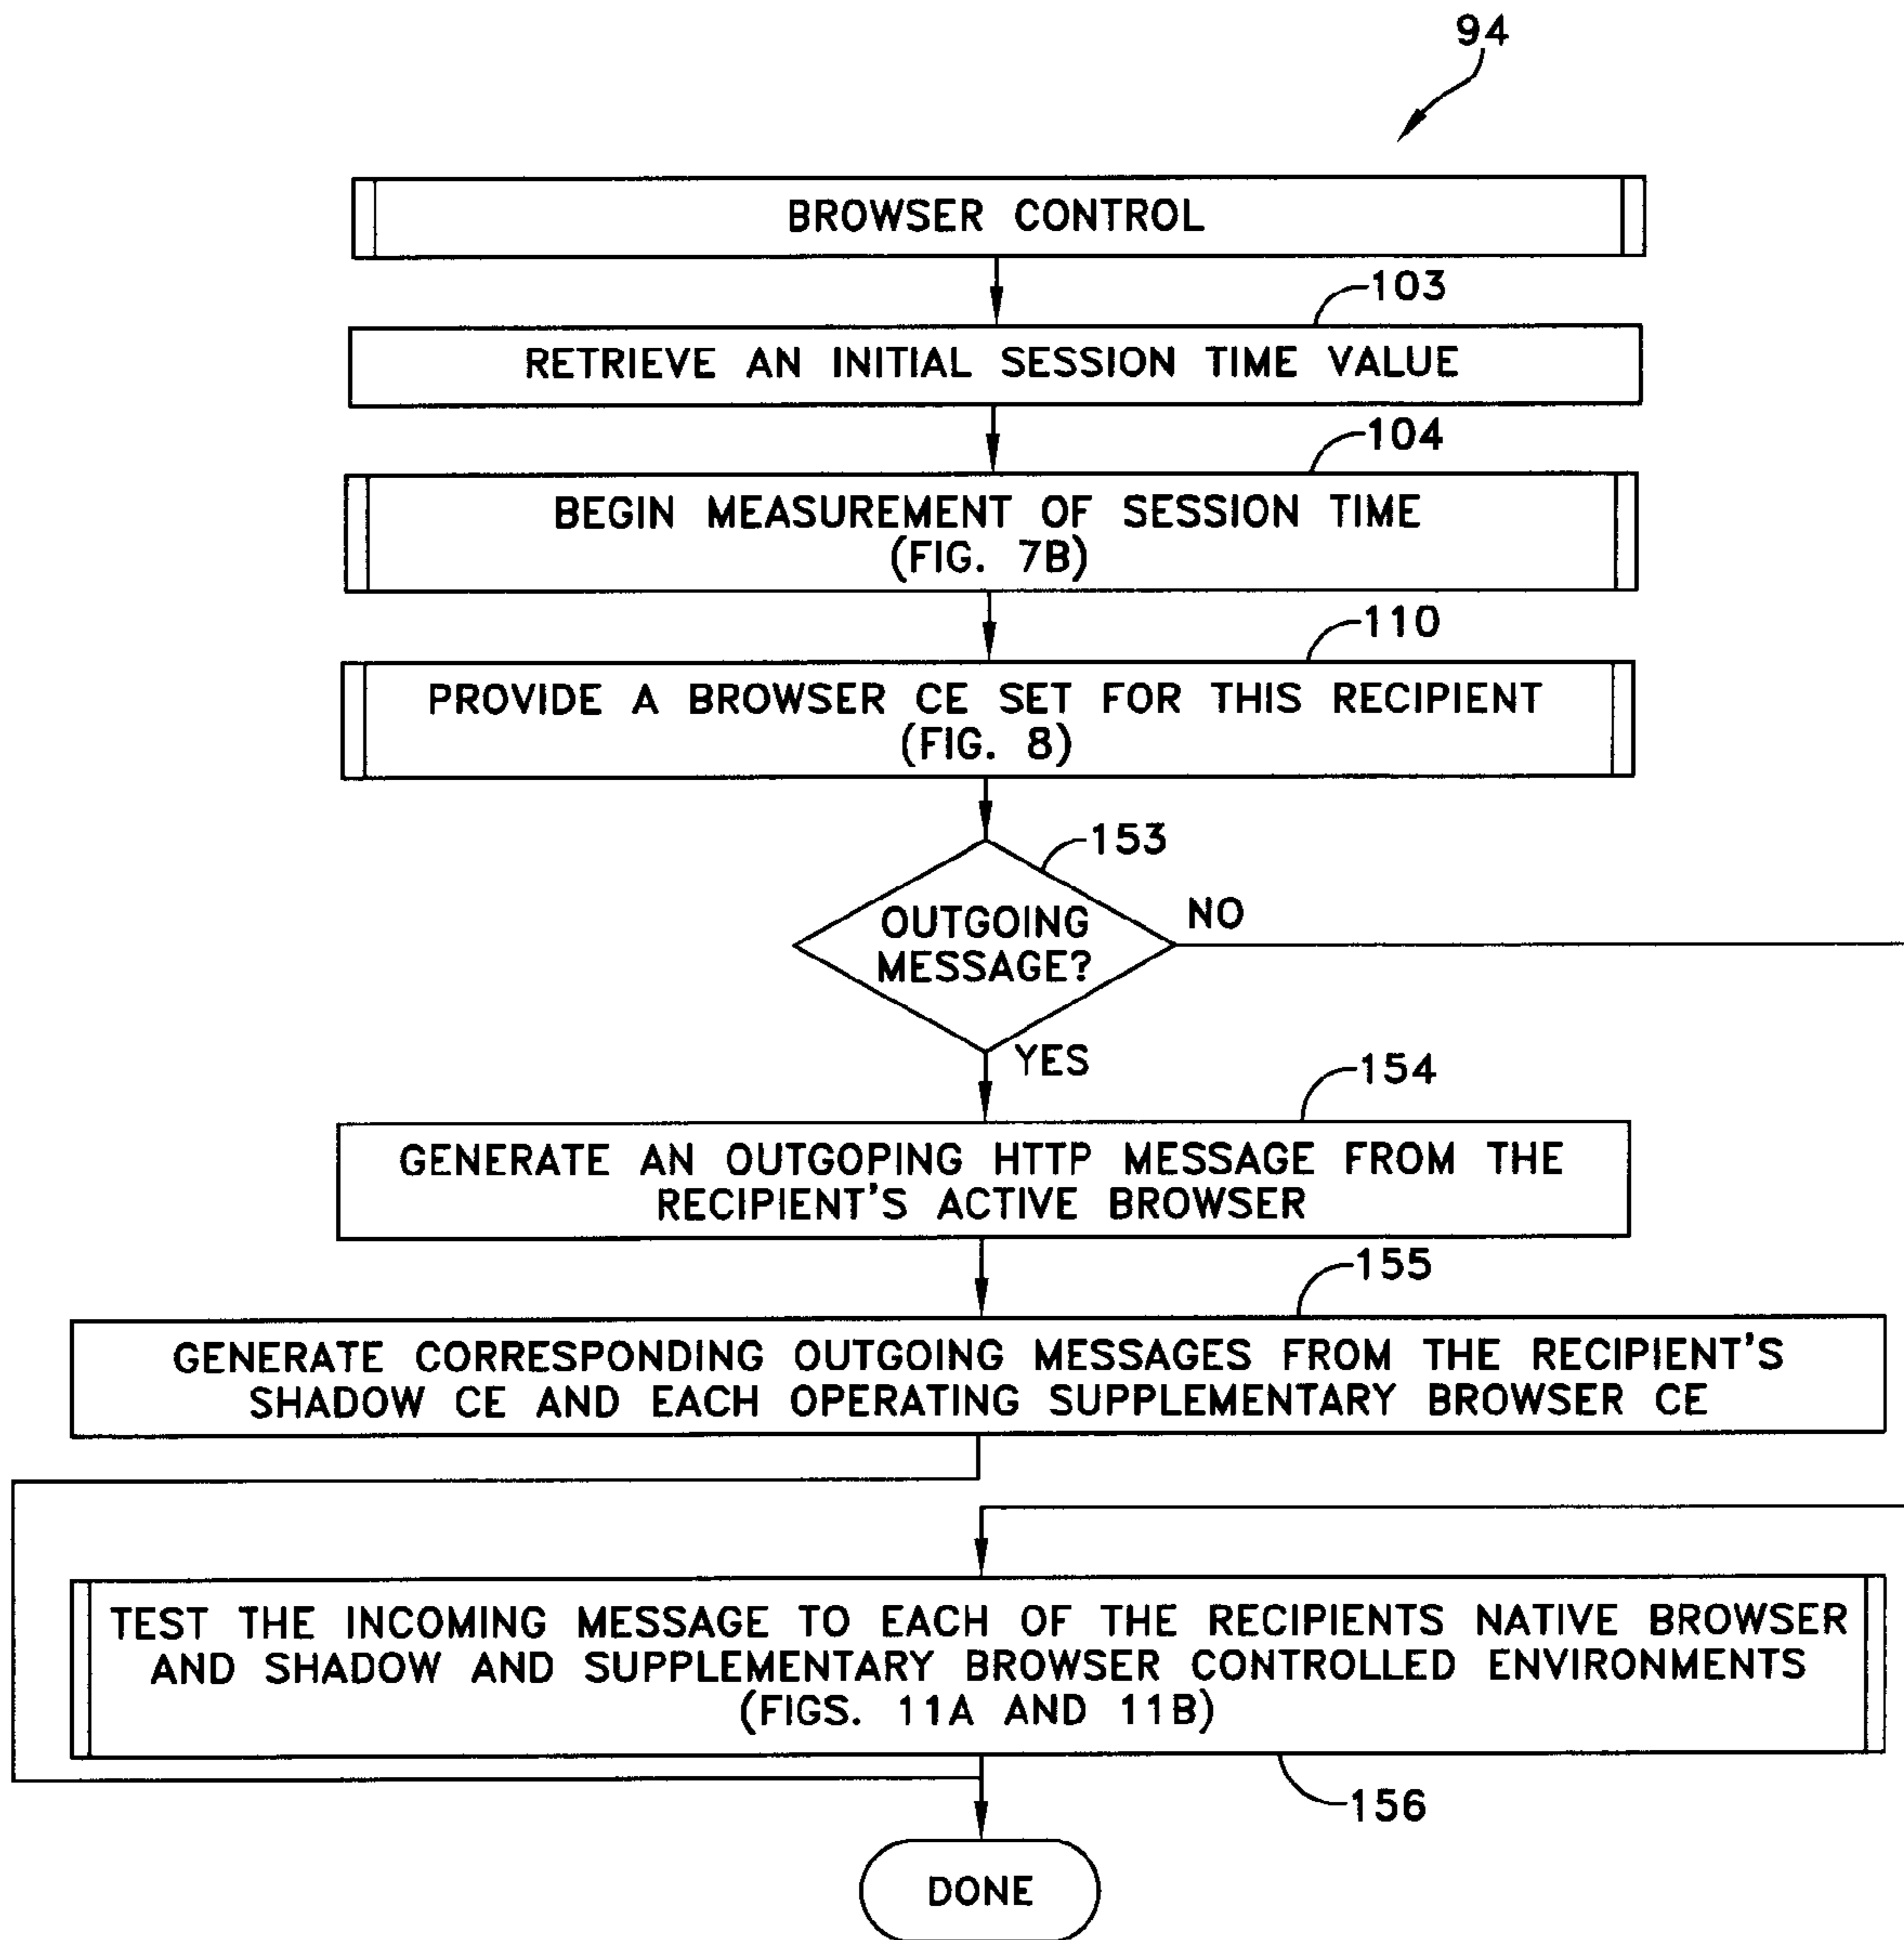 94
BROWSER CONTROL
103
RETRIEVE AN INITIAL SESSION TIME VALUE
104
BEGIN MEASUREMENT OF SESSION TIME
(FIG. 7B)
110
PROVIDE A BROWSER CE SET FOR THIS RECIPIENT
(FIG. 8)
153
OUTGOING
MESSAGE?
NO
YES
154
GENERATE AN OUTGOPING HTTP MESSAGE FROM THE
RECIPIENT'S ACTIVE BROWSER
155
GENERATE CORRESPONDING OUTGOING MESSAGES FROM THE RECIPIENT'S
SHADOW CE AND EACH OPERATING SUPPLEMENTARY BROWSER CE
TEST THE INCOMING MESSAGE TO EACH OF THE RECIPIENTS NATIVE BROWSER
AND SHADOW AND SUPPLEMENTARY BROWSER CONTROLLED ENVIRONMENTS
(FIGS. 11A AND 11B)
156
DONE